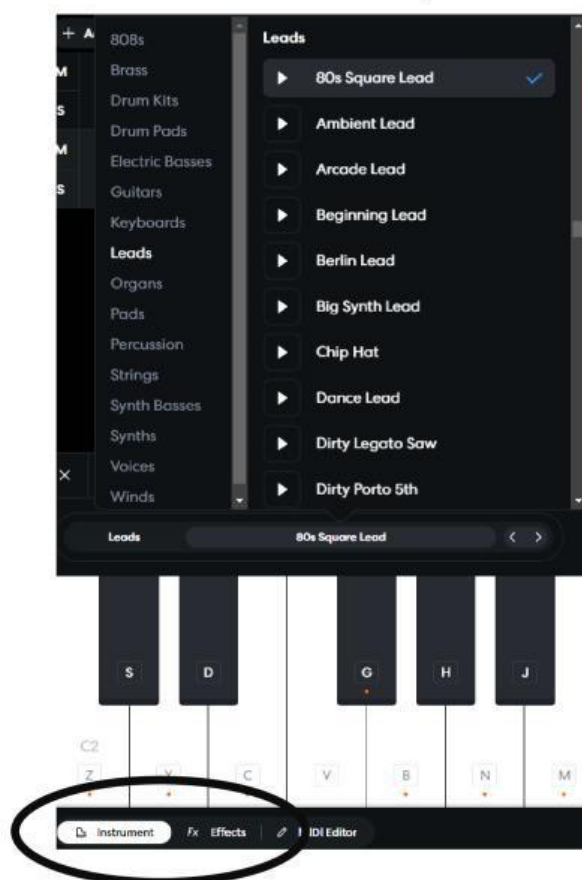 + A
M
S
M
S
808s
Brass
Drum Kits
Drum Pads
Electric Basses
Guitars
Keyboards
Leads
Organs
Pads
Percussion
Strings
Synth Basses
Synths
Voices
Winds
Leads
80s Square Lead
Ambient Lead
Arcade Lead
Beginning Lead
Berlin Lead
Big Synth Lead
Chip Hat
Dance Lead
Dirty Legato Saw
Dirty Porto 5th
Leads 80s Square Lead
S D G H J
C2
Z X C V B N M
Instrument Fx Effects MIDI Editor